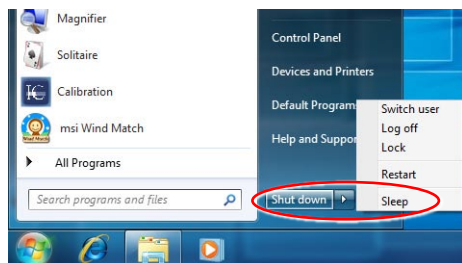 Magnifier
Solitaire
Calibration
msi Wind Match
All Programs
Search programs and files
Control Panel
Devices and Printers
Default Program
Help and Suppor
Shut down
Switch user
Log off
Lock
Restart
Sleep